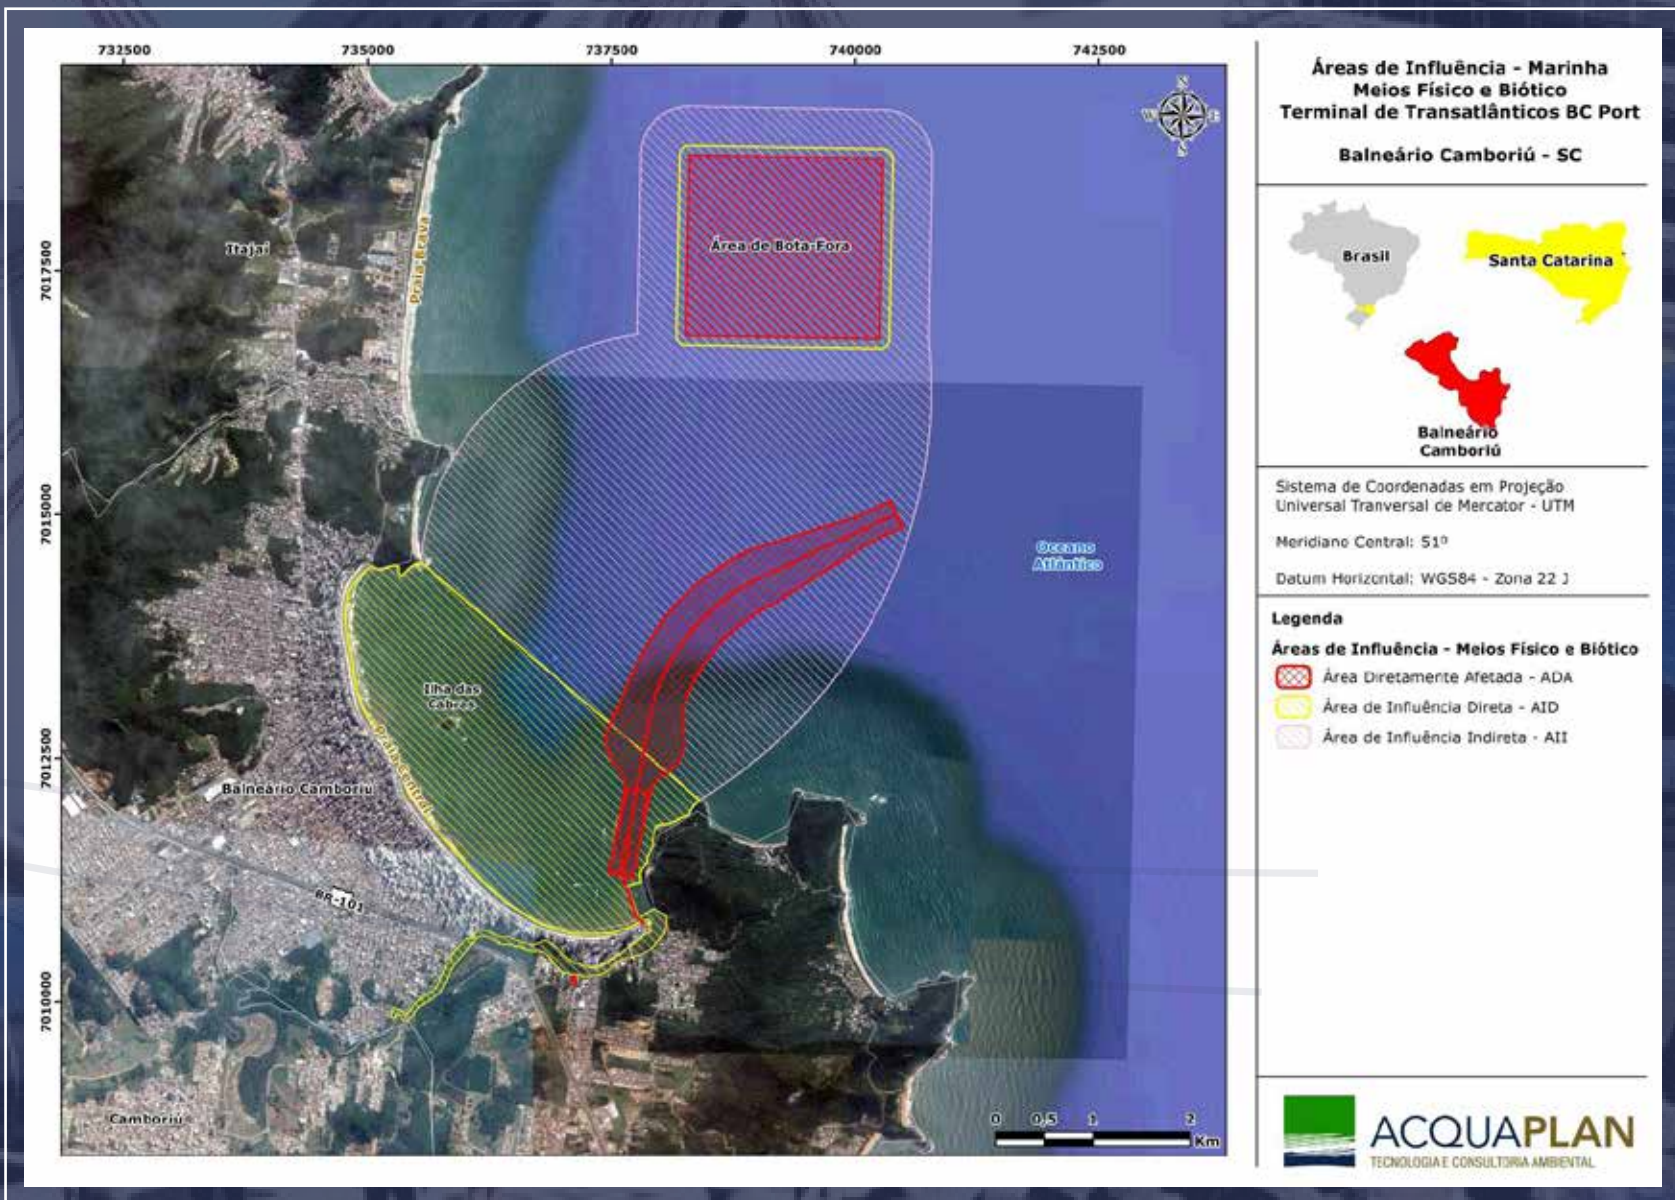 732500
735000
737500
740000
742500
7017500
7015000
7012500
7010000
N
W
E
S
Itajaí
Praia Brava
Área de Bota-Fora
Oceano
Atlântico
Ilha das
Cabras
Praia Central
Balneário Camboriú
BR-101
Camboriú
0 0,5 1 2
Km
Áreas de Influência - Marinha
Meios Físico e Biótico
Terminal de Transatlânticos BC Port
Balneário Camboriú - SC
Brasil
Santa Catarina
Balneário
Camboriú
Sistema de Coordenadas em Projeção
Universal Tranversal de Mercator - UTM
Meridiano Central: 51º
Datum Horizontal: WGS84 - Zona 22 J
Legenda
Áreas de Influência - Meios Físico e Biótico
Área Diretamente Afetada - ADA
Área de Influência Direta - AID
Área de Influência Indireta - AII
ACQUAPLAN
TECNOLOGIA E CONSULTORIA AMBIENTAL